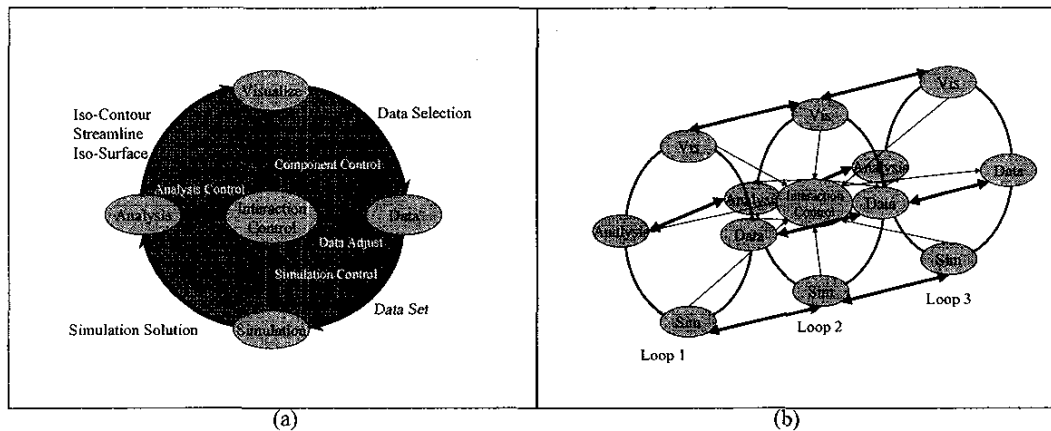 Visualize
Iso-Contour
Streamline
Iso-Surface
Data Selection
Component Control
Analysis Control
Analysis
Interaction
Control
Data
Data Adjust
Simulation Control
Simulation Solution
Data Set
Simulation
(a)
Vis
Vis
Vis
Analysis
Data
Analysis
Interaction
Control
Data
Analysis
Data
Sim
Sim
Sim
Loop 3
Loop 2
Loop 1
(b)